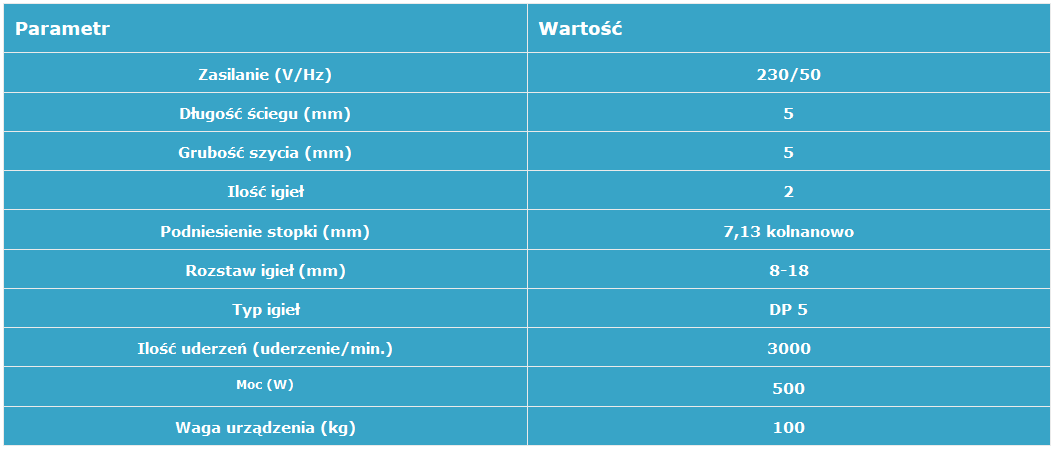 Parametr Wartość
Zasilanie (V/Hz) 230/50
Długość ściegu (mm) 5
Grubość szycia (mm) 5
Ilość igieł 2
Podniesienie stopki (mm) 7,13 kolnanowo
Rozstaw igieł (mm) 8-18
Typ igieł DP 5
Ilość uderzeń (uderzenie/min.) 3000
Moc (W) 500
Waga urządzenia (kg) 100